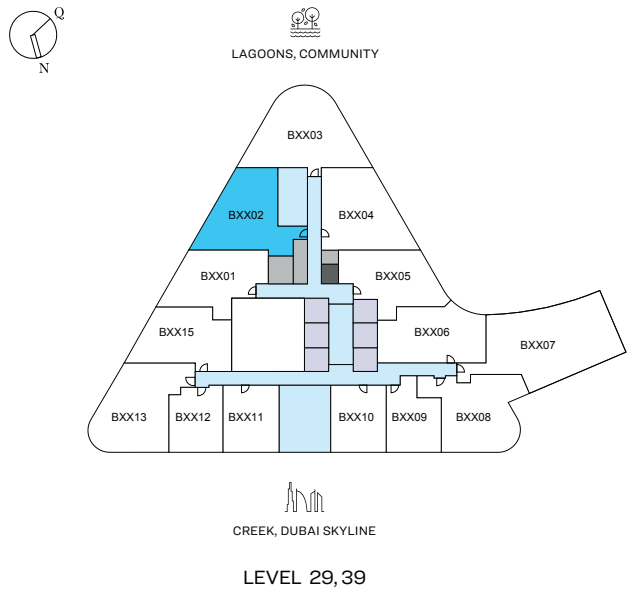 Q
N
LAGOONS, COMMUNITY
BXX03
BXX02
BXX04
BXX01
BXX05
BXX15
BXX06
BXX07
BXX13
BXX12
BXX11
BXX10
BXX09
BXX08
CREEK, DUBAI SKYLINE
LEVEL 29,39